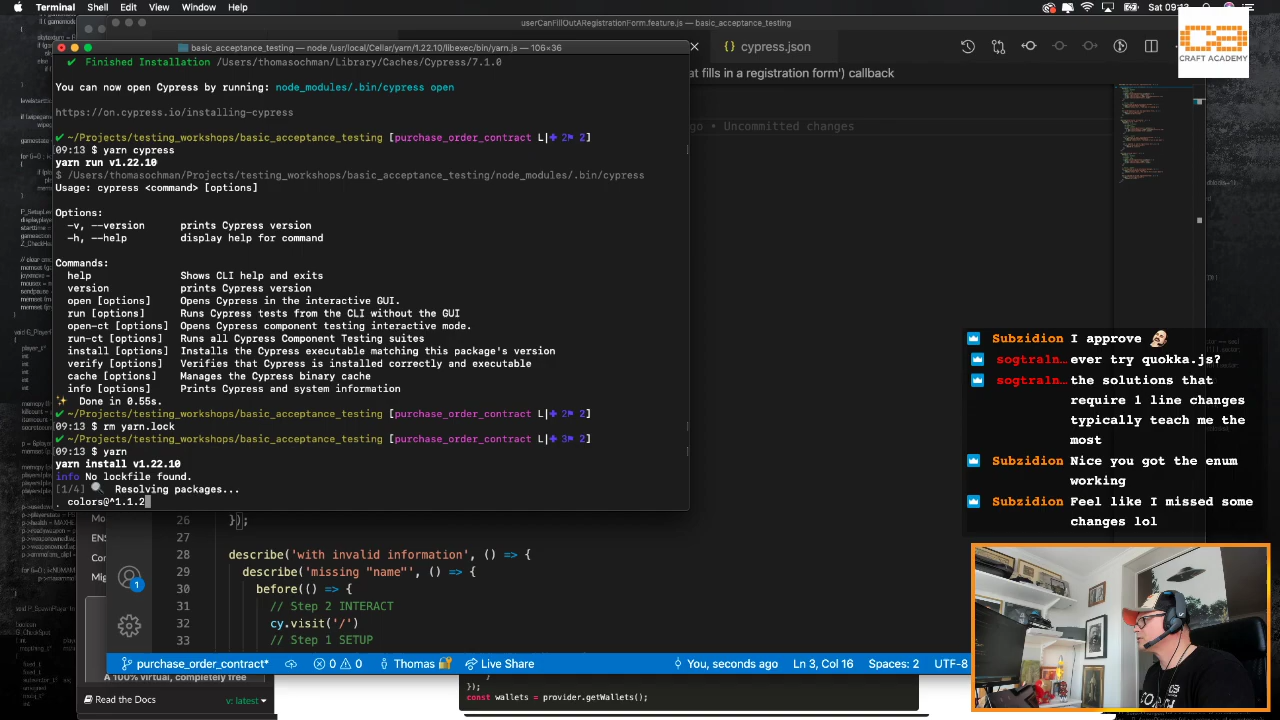 Terminal Shell Edit View Window Help
userCanFillOutARegistrationForm.feature.js — basic_acceptance_testing
basic_acceptance_testing — node /usr/local/Cellar/yarn/1.22.10/libexec/bin/yarn.js — 105×36
{} cypress.json
CRAFT ACADEMY
✔ Finished Installation /Users/thomasochman/Library/Caches/Cypress/7.1.0
at fills in a registration form') callback
You can now open Cypress by running: node_modules/.bin/cypress open
https://on.cypress.io/installing-cypress
go • Uncommitted changes
✔ ~/Projects/testing_workshops/basic_acceptance_testing [purchase_order_contract L|✚ 2⚑ 2]
09:13 $ yarn cypress
yarn run v1.22.10
$ /Users/thomasochman/Projects/testing_workshops/basic_acceptance_testing/node_modules/.bin/cypress
Usage: cypress <command> [options]
Options:
-v, --version prints Cypress version
-h, --help display help for command
Commands:
help Shows CLI help and exits
version prints Cypress version
open [options] Opens Cypress in the interactive GUI.
run [options] Runs Cypress tests from the CLI without the GUI
open-ct [options] Opens Cypress component testing interactive mode.
run-ct [options] Runs all Cypress Component Testing suites
install [options] Installs the Cypress executable matching this package's version
verify [options] Verifies that Cypress is installed correctly and executable
cache [options] Manages the Cypress binary cache
info [options] Prints Cypress and system information
✨ Done in 0.55s.
✔ ~/Projects/testing_workshops/basic_acceptance_testing [purchase_order_contract L|✚ 2⚑ 2]
09:13 $ rm yarn.lock
✔ ~/Projects/testing_workshops/basic_acceptance_testing [purchase_order_contract L|✚ 3⚑ 2]
09:13 $ yarn
yarn install v1.22.10
info No lockfile found.
[1/4] 🔍 Resolving packages...
colors@^1.1.2
Subzidion I approve
sogtraln… ever try quokka.js?
sogtraln… the solutions that
require 1 line changes
typically teach me the
most
Subzidion Nice you got the enum
working
Subzidion Feel like I missed some
changes lol
26 });
27
28 describe('with invalid information', () => {
29 describe('missing "name"', () => {
30 before(() => {
31 // Step 2 INTERACT
32 cy.visit('/')
33 // Step 1 SETUP
purchase_order_contract* 0 0 Thomas Live Share You, seconds ago Ln 3, Col 16 Spaces: 2 UTF-8
A 100% virtual, completely free
Read the Docs v: latest
});
const wallets = provider.getWallets();